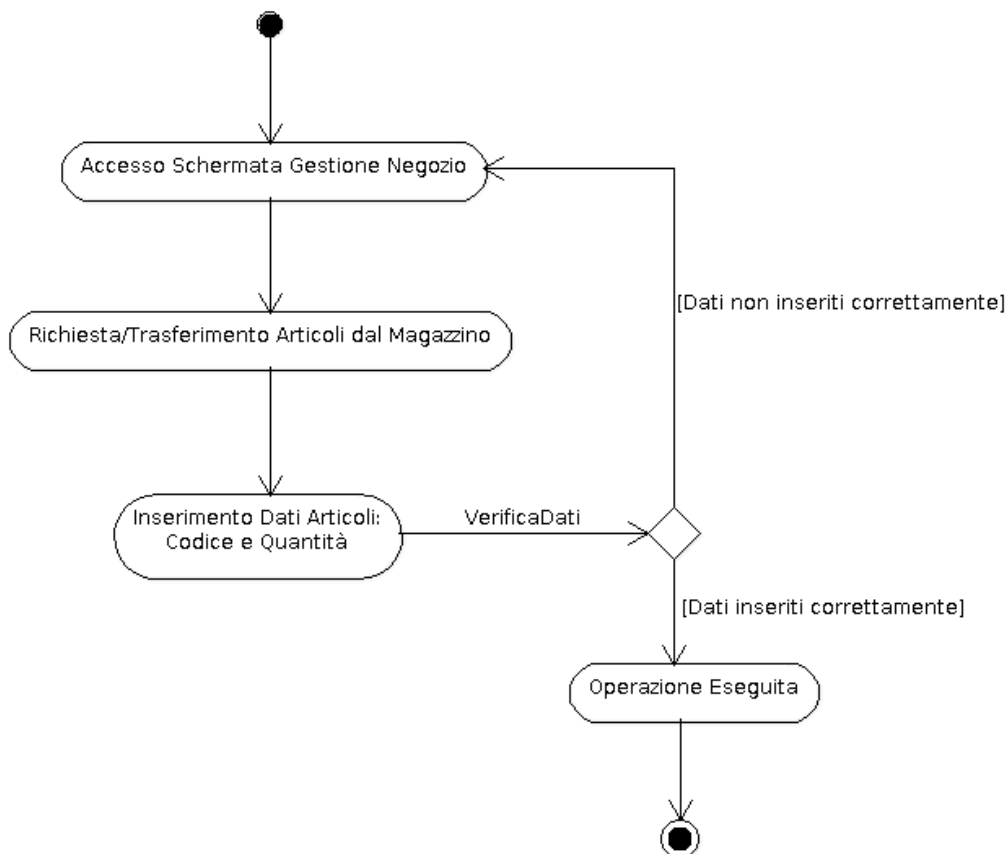 Accesso Schermata Gestione Negozio
[Dati non inseriti correttamente]
Richiesta/Trasferimento Articoli dal Magazzino
Inserimento Dati Articoli:
Codice e Quantità
VerificaDati
[Dati inseriti correttamente]
Operazione Eseguita